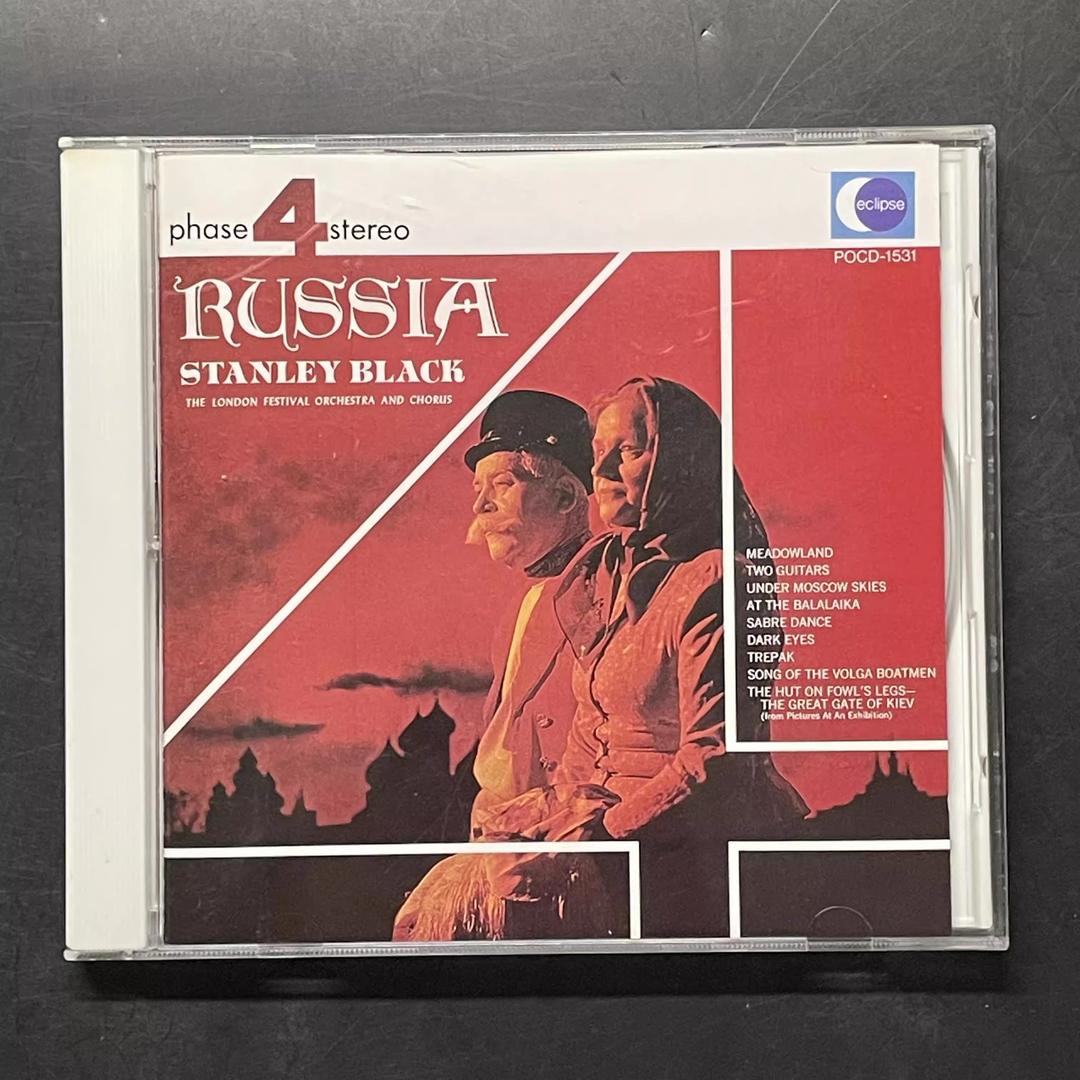 phase 4 stereo
eclipse
POCD-1531
RUSSIA
STANLEY BLACK
THE LONDON FESTIVAL ORCHESTRA AND CHORUS
MEADOWLAND
TWO GUITARS
UNDER MOSCOW SKIES
AT THE BALALAIKA
SABRE DANCE
DARK EYES
TREPAK
SONG OF THE VOLGA BOATMEN
THE HUT ON FOWL'S LEGS—
THE GREAT GATE OF KIEV
(from Pictures At An Exhibition)